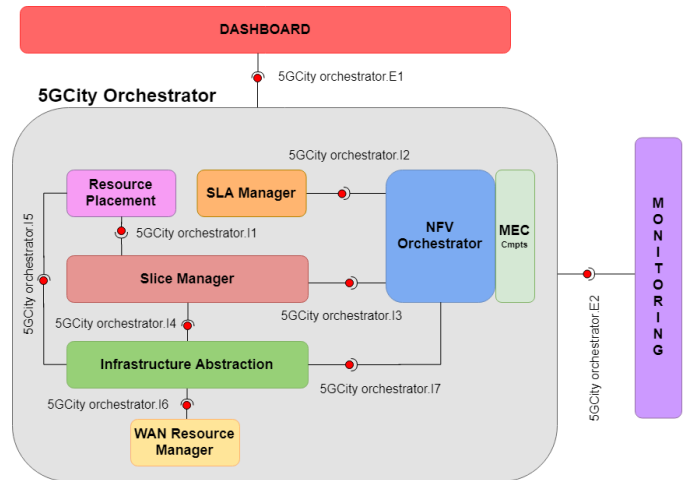 DASHBOARD
5GCity orchestrator.E1
5GCity Orchestrator
5GCity orchestrator.I2
Resource
Placement
SLA Manager
NFV
Orchestrator
MEC
Cmpts
MONITORING
5GCity orchestrator.I5
5GCity orchestrator.I1
Slice Manager
5GCity orchestrator.I4
5GCity orchestrator.I3
5GCity orchestrator.E2
Infrastructure Abstraction
5GCity orchestrator.I7
5GCity orchestrator.I6
WAN Resource
Manager